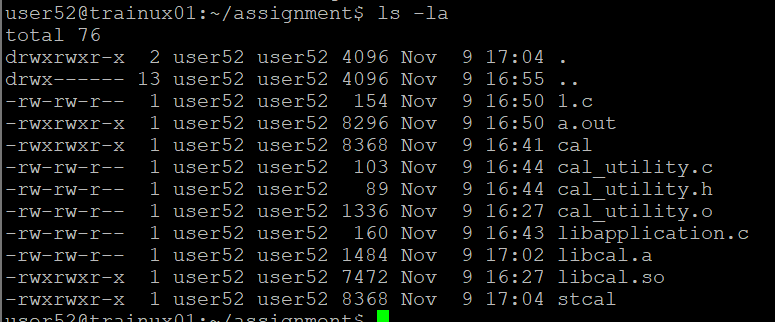 user52@trainux01:~/assignment$ ls -la
total 76
drwxrwxr-x  2 user52 user52 4096 Nov  9 17:04 .
drwx------ 13 user52 user52 4096 Nov  9 16:55 ..
-rw-rw-r--  1 user52 user52  154 Nov  9 16:50 1.c
-rwxrwxr-x  1 user52 user52 8296 Nov  9 16:50 a.out
-rwxrwxr-x  1 user52 user52 8368 Nov  9 16:41 cal
-rw-rw-r--  1 user52 user52  103 Nov  9 16:44 cal_utility.c
-rw-rw-r--  1 user52 user52   89 Nov  9 16:44 cal_utility.h
-rw-rw-r--  1 user52 user52 1336 Nov  9 16:27 cal_utility.o
-rw-rw-r--  1 user52 user52  160 Nov  9 16:43 libapplication.c
-rw-rw-r--  1 user52 user52 1484 Nov  9 17:02 libcal.a
-rwxrwxr-x  1 user52 user52 7472 Nov  9 16:27 libcal.so
-rwxrwxr-x  1 user52 user52 8368 Nov  9 17:04 stcal
user52@trainux01:~/assignment$